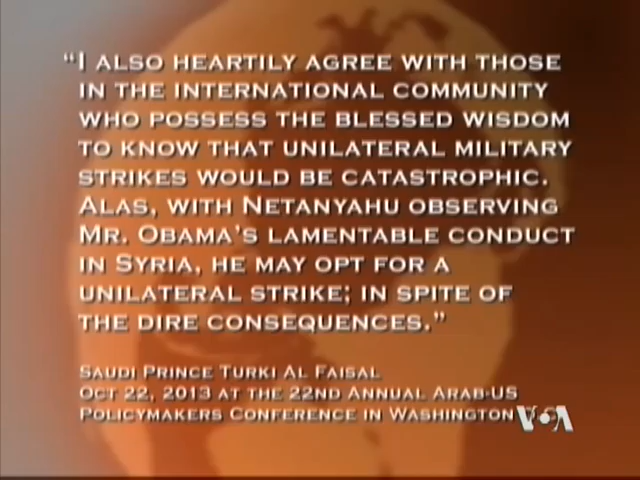 “I ALSO HEARTILY AGREE WITH THOSE
IN THE INTERNATIONAL COMMUNITY
WHO POSSESS THE BLESSED WISDOM
TO KNOW THAT UNILATERAL MILITARY
STRIKES WOULD BE CATASTROPHIC.
ALAS, WITH NETANYAHU OBSERVING
MR. OBAMA’S LAMENTABLE CONDUCT
IN SYRIA, HE MAY OPT FOR A
UNILATERAL STRIKE; IN SPITE OF
THE DIRE CONSEQUENCES.”
SAUDI PRINCE TURKI AL FAISAL
OCT 22, 2013 AT THE 22ND ANNUAL ARAB-US
POLICYMAKERS CONFERENCE IN WASHINGTON
VOA